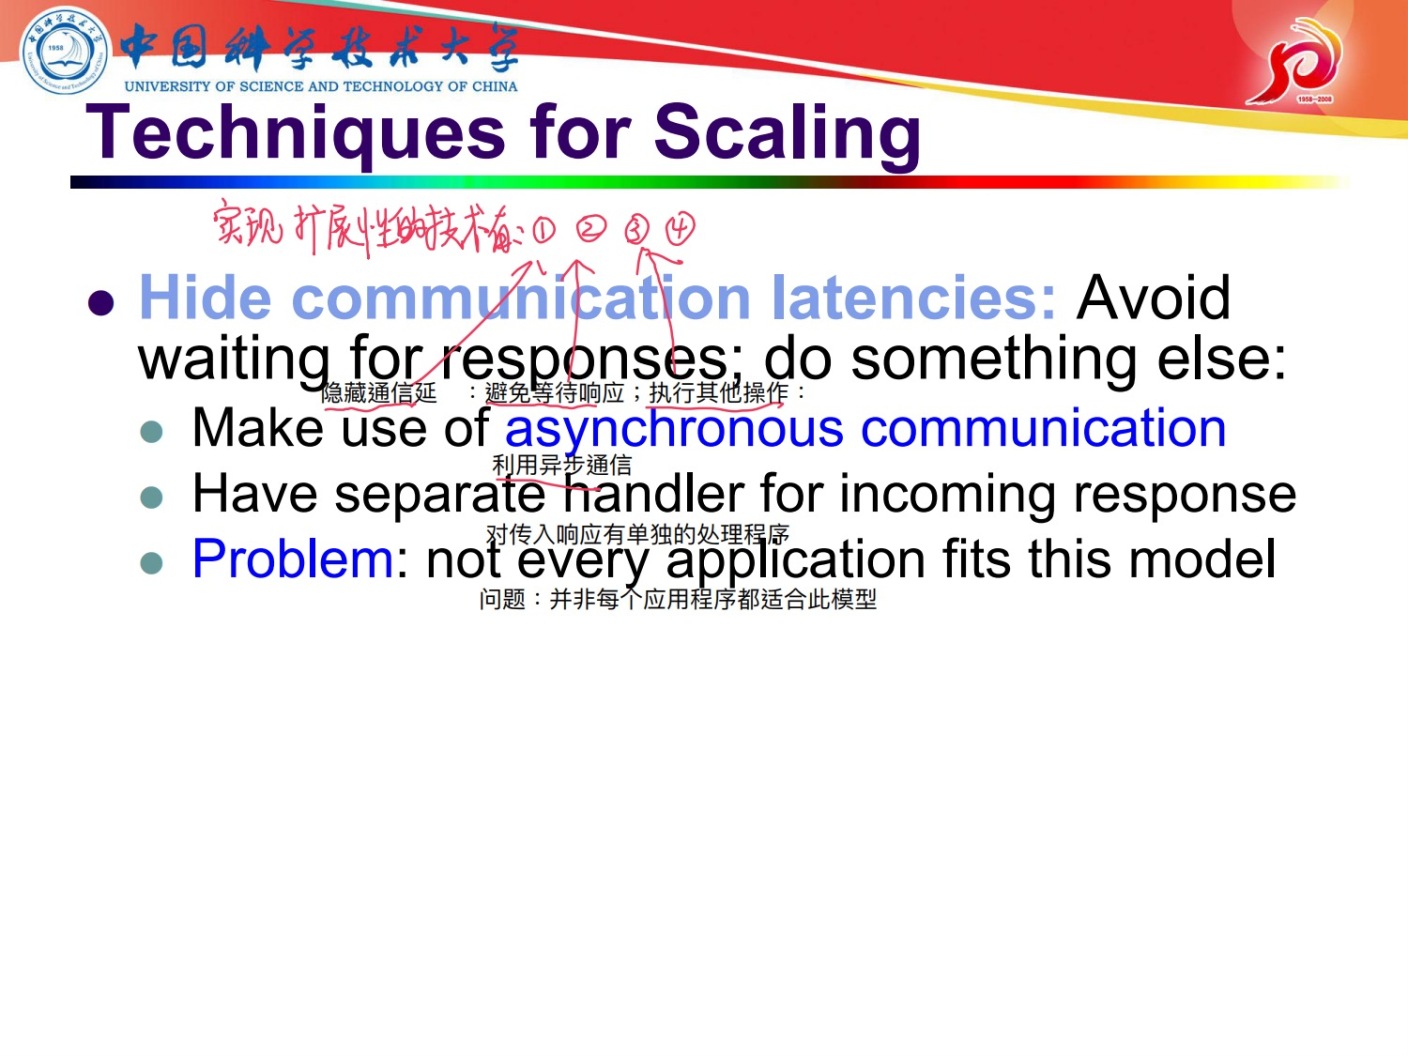 中国科学技术大学
UNIVERSITY OF SCIENCE AND TECHNOLOGY OF CHINA
1958
1958—2008
Techniques for Scaling
实现扩展性的技术有:① ② ③ ④
Hide communication latencies: Avoid
waiting for responses; do something else:
隐藏通信延 :避免等待响应;执行其他操作:
Make use of asynchronous communication
利用异步通信
Have separate handler for incoming response
对传入响应有单独的处理程序
Problem: not every application fits this model
问题:并非每个应用程序都适合此模型